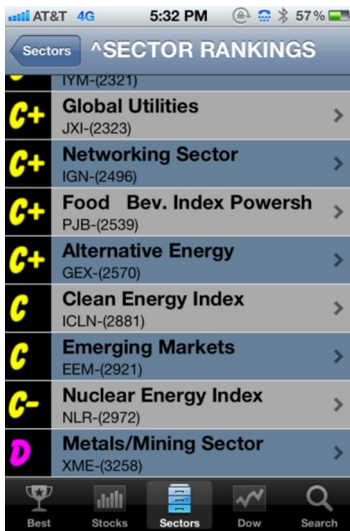 AT&T 4G 5:32 PM 57%
Sectors ^SECTOR RANKINGS
IYM-(2321)
C+ Global Utilities
JXI-(2323)
C+ Networking Sector
IGN-(2496)
C+ Food Bev. Index Powersh
PJB-(2539)
C+ Alternative Energy
GEX-(2570)
C Clean Energy Index
ICLN-(2881)
C Emerging Markets
EEM-(2921)
C- Nuclear Energy Index
NLR-(2972)
D Metals/Mining Sector
XME-(3258)
Best Stocks Sectors Dow Search